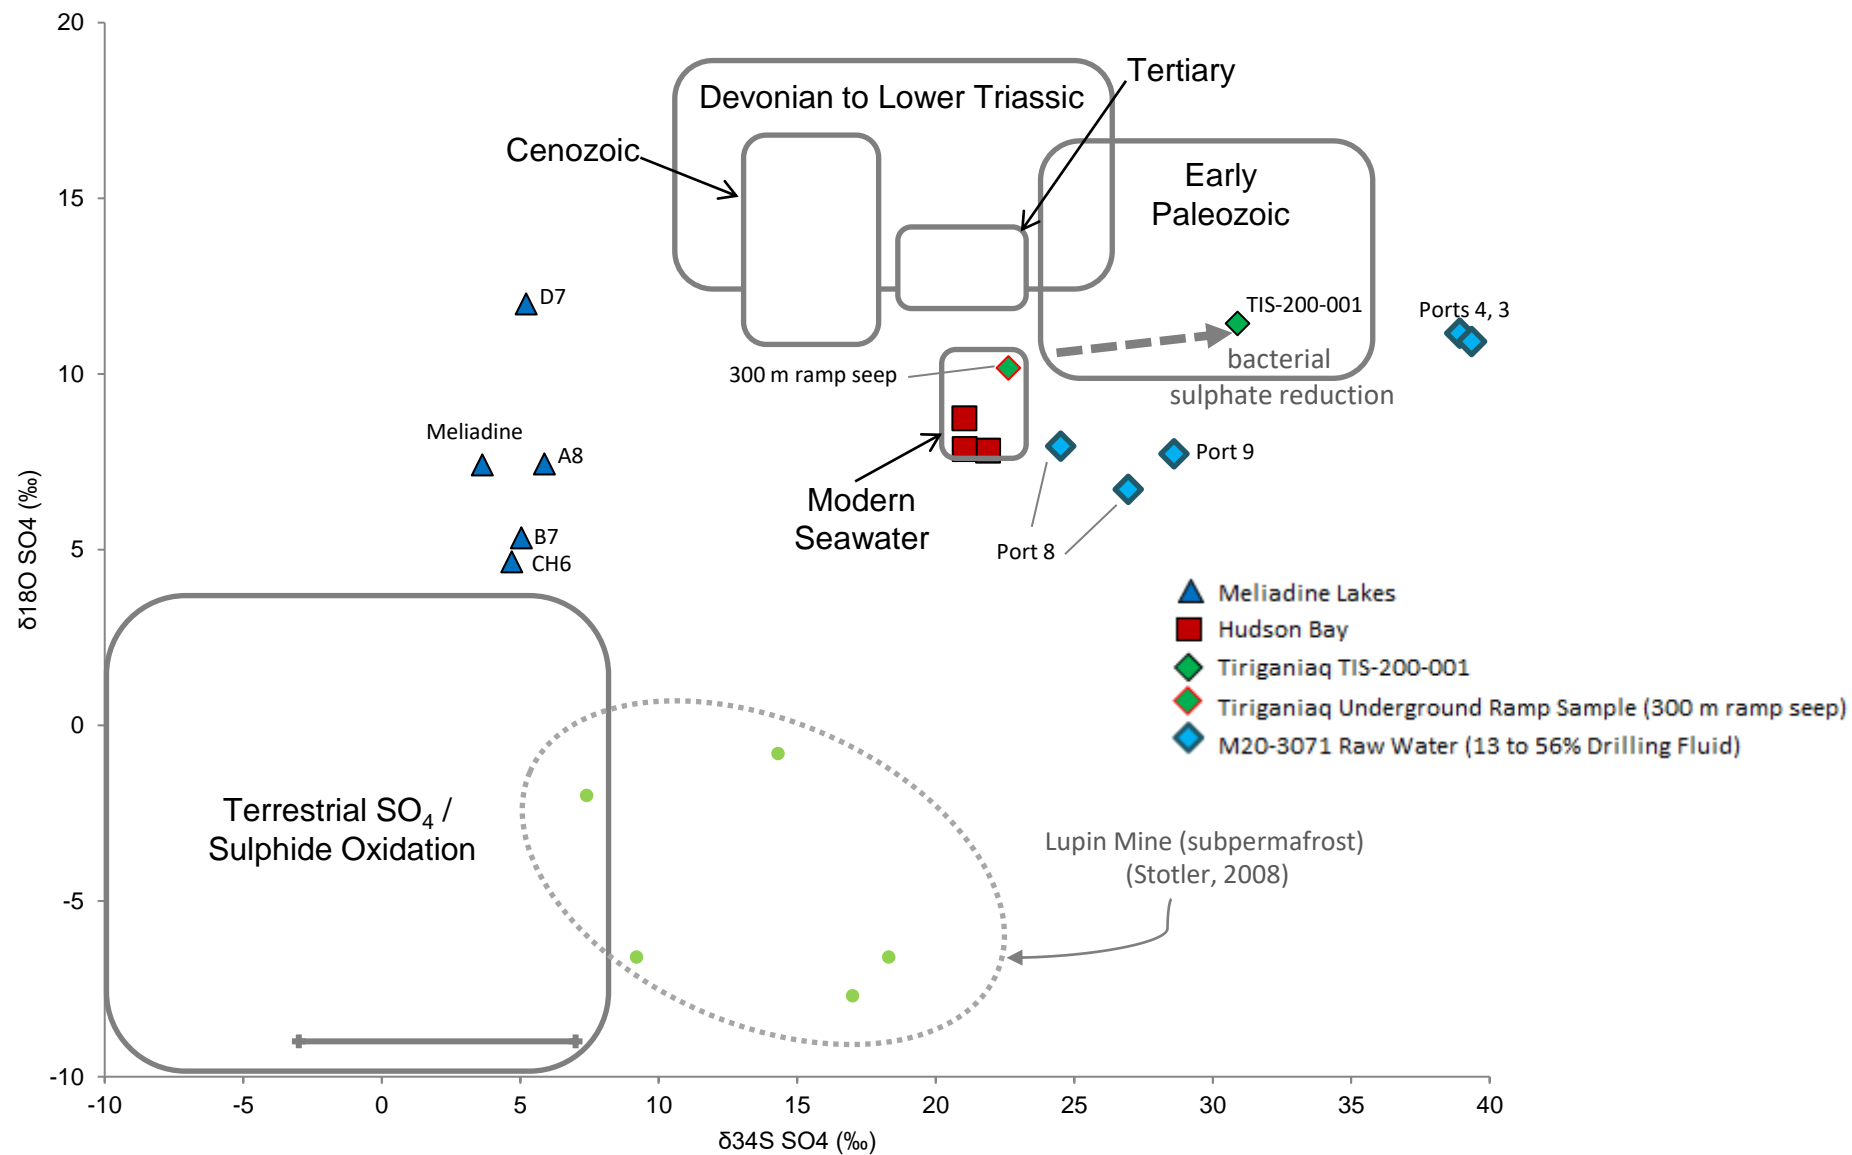 20
15
10
5
0
-5
-10
δ18O SO4 (‰)
Devonian to Lower Triassic
Tertiary
Cenozoic
Early
Paleozoic
D7
TIS-200-001
Ports 4, 3
bacterial
sulphate reduction
300 m ramp seep
Meliadine
A8
Port 9
Modern
Seawater
B7
CH6
Port 8
Meliadine Lakes
Hudson Bay
Tiriganiaq TIS-200-001
Tiriganiaq Underground Ramp Sample (300 m ramp seep)
M20-3071 Raw Water (13 to 56% Drilling Fluid)
Terrestrial SO4 /
Sulphide Oxidation
Lupin Mine (subpermafrost)
(Stotler, 2008)
-10 -5 0 5 10 15 20 25 30 35 40
δ34S SO4 (‰)